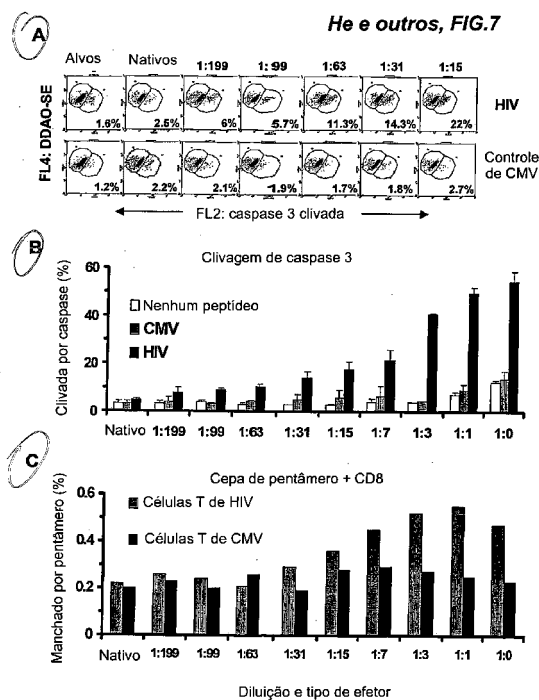 He e outros, FIG.7
A
Alvos Nativos 1:199 1:99 1:63 1:31 1:15
FL4: DDAO-SE
1.6% 2.5% 6% 5.7% 11.3% 14.3% 22%
HIV
1.2% 2.2% 2.1% 1.9% 1.7% 1.8% 2.7%
Controle
de CMV
FL2: caspase 3 clivada
B
Clivagem de caspase 3
Clivada por caspase (%)
60
40
20
0
Nenhum peptídeo
CMV
HIV
Nativo 1:199 1:99 1:63 1:31 1:15 1:7 1:3 1:1 1:0
C
Cepa de pentâmero + CD8
Manchado por pentâmero (%)
0.6
0.4
0.2
0
Células T de HIV
Células T de CMV
Nativo 1:199 1:99 1:63 1:31 1:15 1:7 1:3 1:1 1:0
Diluição e tipo de efetor